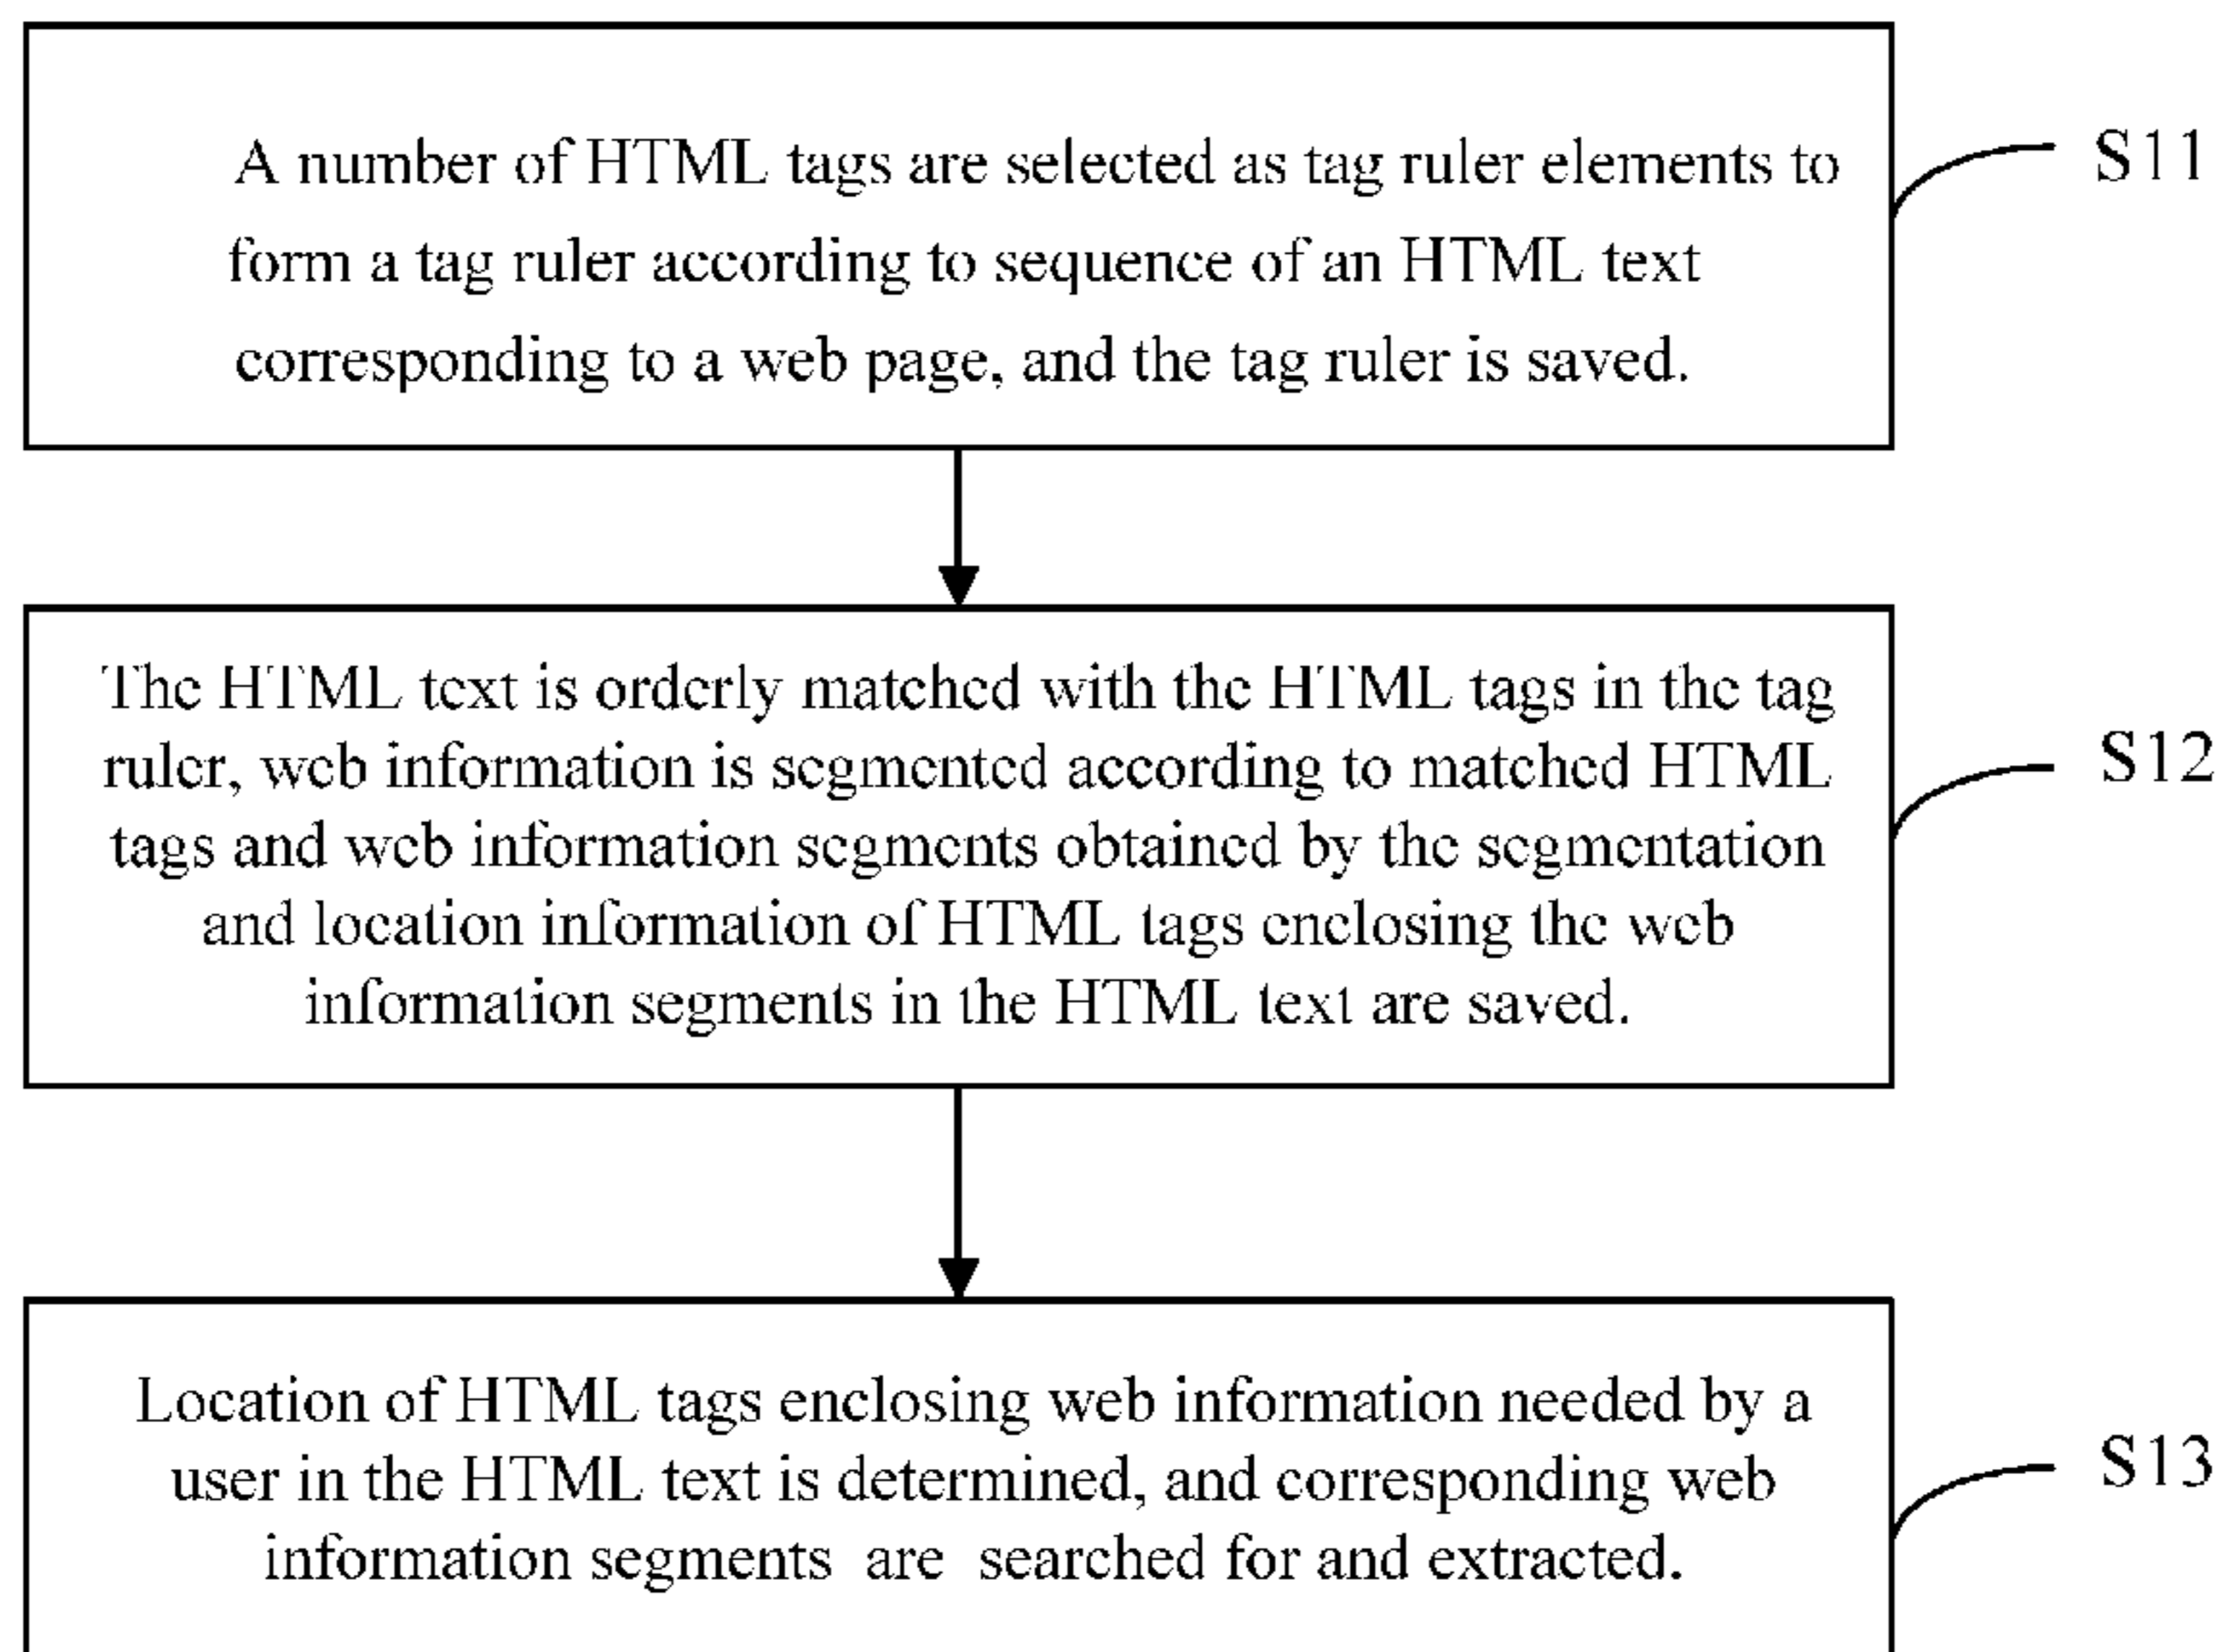 A number of HTML tags are selected as tag ruler elements to
form a tag ruler according to sequence of an HTML text
corresponding to a web page, and the tag ruler is saved.
S11
The HTML text is orderly matched with the HTML tags in the tag
ruler, web information is segmented according to matched HTML
tags and web information segments obtained by the segmentation
and location information of HTML tags enclosing the web
information segments in the HTML text are saved.
S12
Location of HTML tags enclosing web information needed by a
user in the HTML text is determined, and corresponding web
information segments are searched for and extracted.
S13